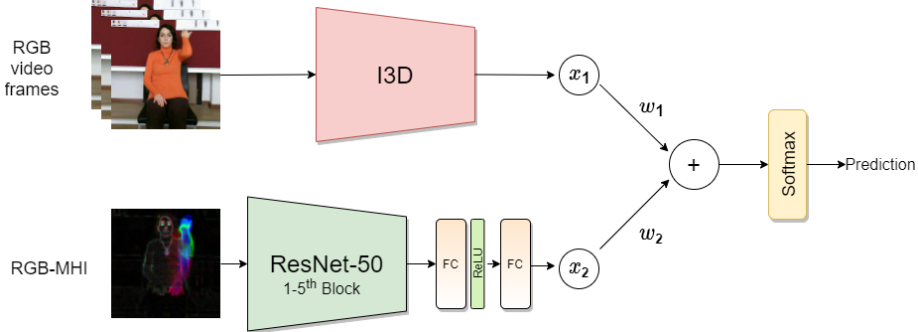 RGB
video
frames
I3D
x₁
w₁
+
Softmax
Prediction
RGB-MHI
ResNet-50
1-5ᵗʰ Block
FC
ReLU
FC
x₂
w₂